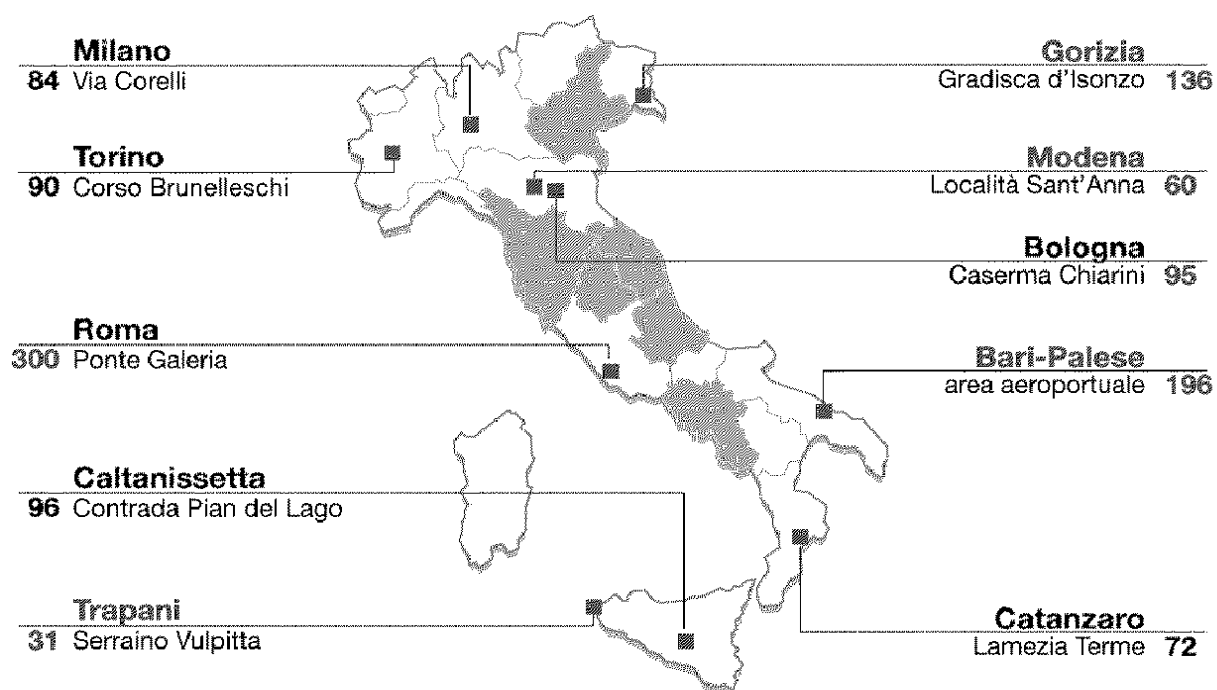 Milano
84 Via Corelli
Torino
90 Corso Brunelleschi
Roma
300 Ponte Galeria
Caltanissetta
96 Contrada Pian del Lago
Trapani
31 Serraino Vulpitta
Gorizia
Gradisca d'Isonzo 136
Modena
Località Sant'Anna 60
Bologna
Caserma Chiarini 95
Bari-Palese
area aeroportuale 196
Catanzaro
Lamezia Terme 72